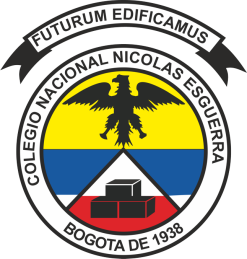 FUTURUM EDIFICAMUS
COLEGIO NACIONAL NICOLAS ESGUERRA
BOGOTA DE 1938